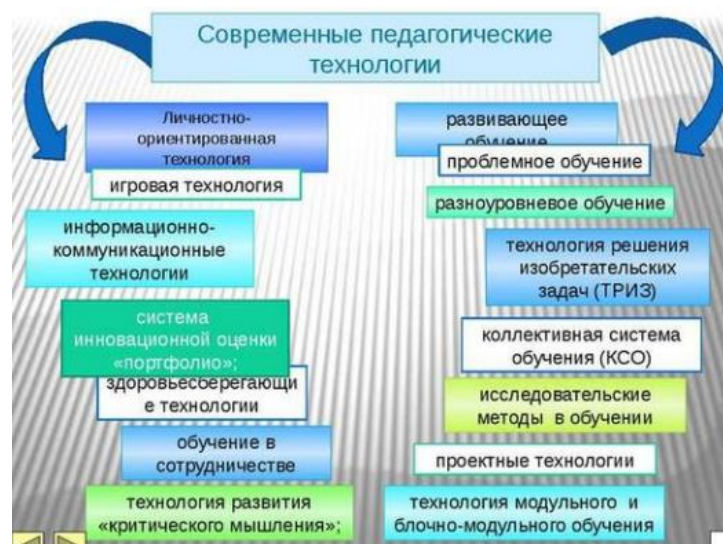 Современные педагогические
технологии
Личностно-
ориентированная
технология
игровая технология
информационно-
коммуникационные
технологии
система
инновационной оценки
«портфолио»;
здоровьесберегающи
е технологии
обучение в
сотрудничестве
технология развития
«критического мышления»;
развивающее
обучение
проблемное обучение
разноуровневое обучение
технология решения
изобретательских
задач (ТРИЗ)
коллективная система
обучения (КСО)
исследовательские
методы в обучении
проектные технологии
технология модульного и
блочно-модульного обучения